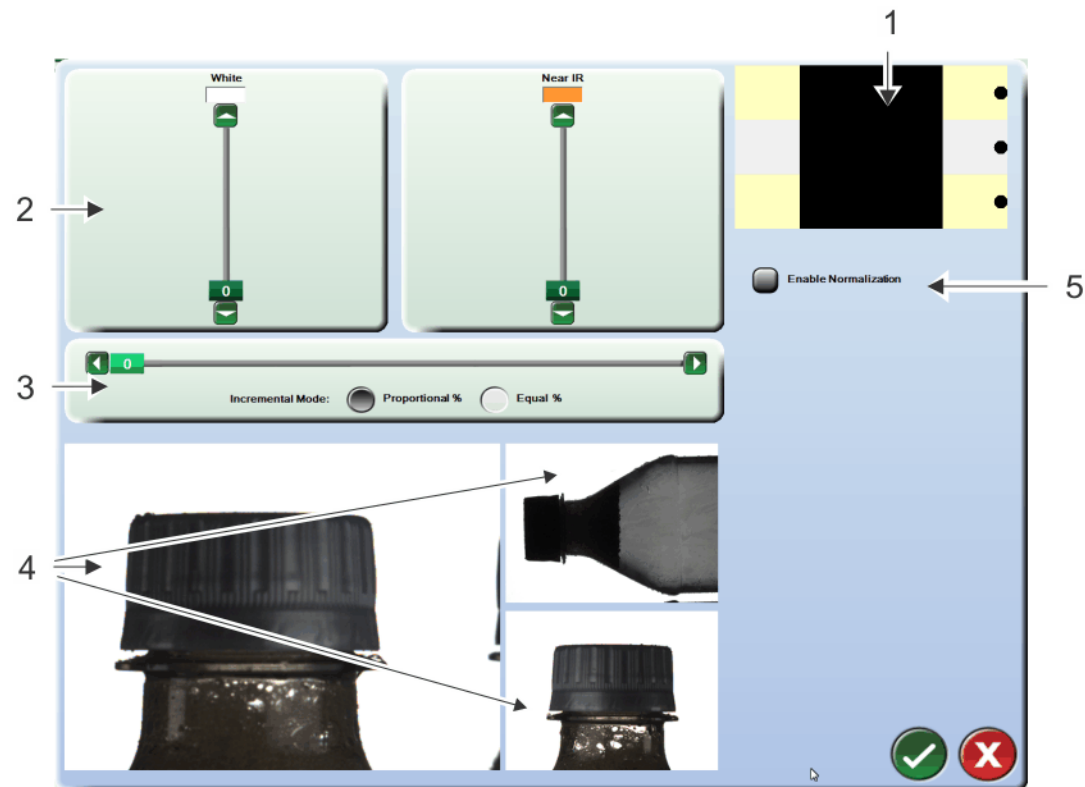 1
White
Near IR
2
0
0
Enable Normalization
5
0
3
Incremental Mode: Proportional % Equal %
4